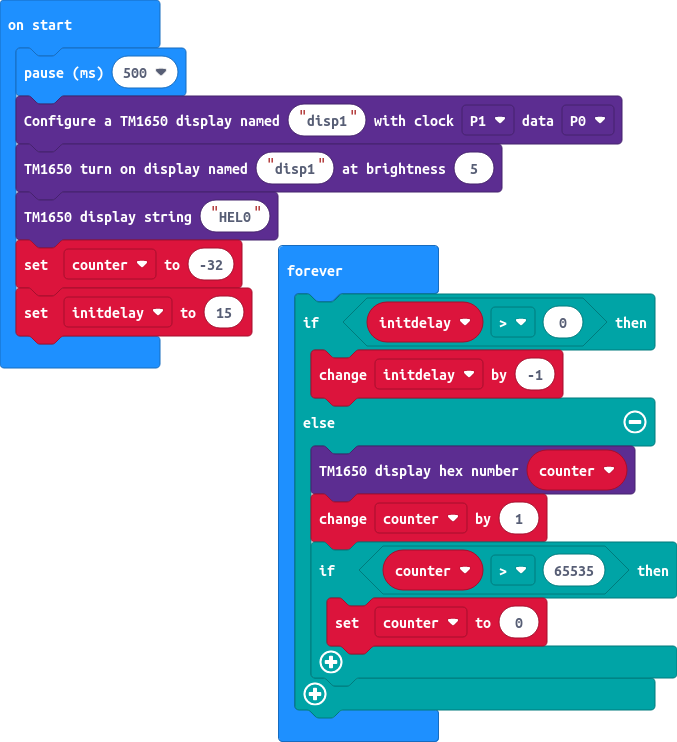 on start
pause (ms) 500
Configure a TM1650 display named "disp1" with clock P1 data P0
TM1650 turn on display named "disp1" at brightness 5
TM1650 display string "HEL0"
set counter to -32
set initdelay to 15
forever
if initdelay > 0 then
change initdelay by -1
else
TM1650 display hex number counter
change counter by 1
if counter > 65535 then
set counter to 0